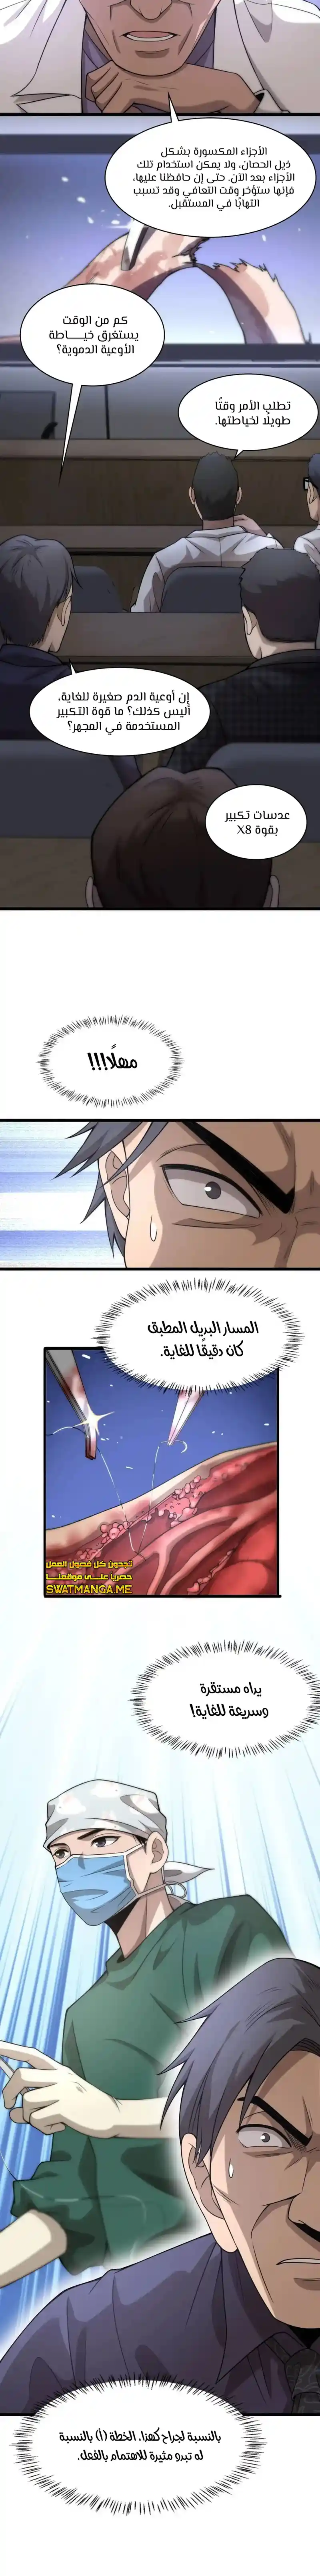 الأجزاء المكسورة بشكل
ذيل الحصان، ولا يمكن استخدام تلك
الأجزاء بعد الآن. حتى إن حافظنا عليها،
فإنها ستؤخر وقت التعافي وقد تسبب
التهابًا في المستقبل.
كم من الوقت
يستغرق خيـــاطة
الأوعية الدموية؟
تطلب الأمر وقتًا
طويلًا لخياطتها.
إن أوعية الدم صغيرة للغاية،
أليس كذلك؟ ما قوة التكبير
المستخدمة في المجهر؟
عدسات تكبير
بقوة X8
مهلًا!!!
المسار البديل المطبق
كان دقيقًا للغاية.
تجدون كل فصول العمل
حصريا علـــى موقعنـــا
SWATMANGA.ME
يداه مستقرة
وسريعة للغاية!
بالنسبة لجراح كهذا، الخطة (أ) بالنسبة
له تبدو مثيرة للاهتمام بالفعل.